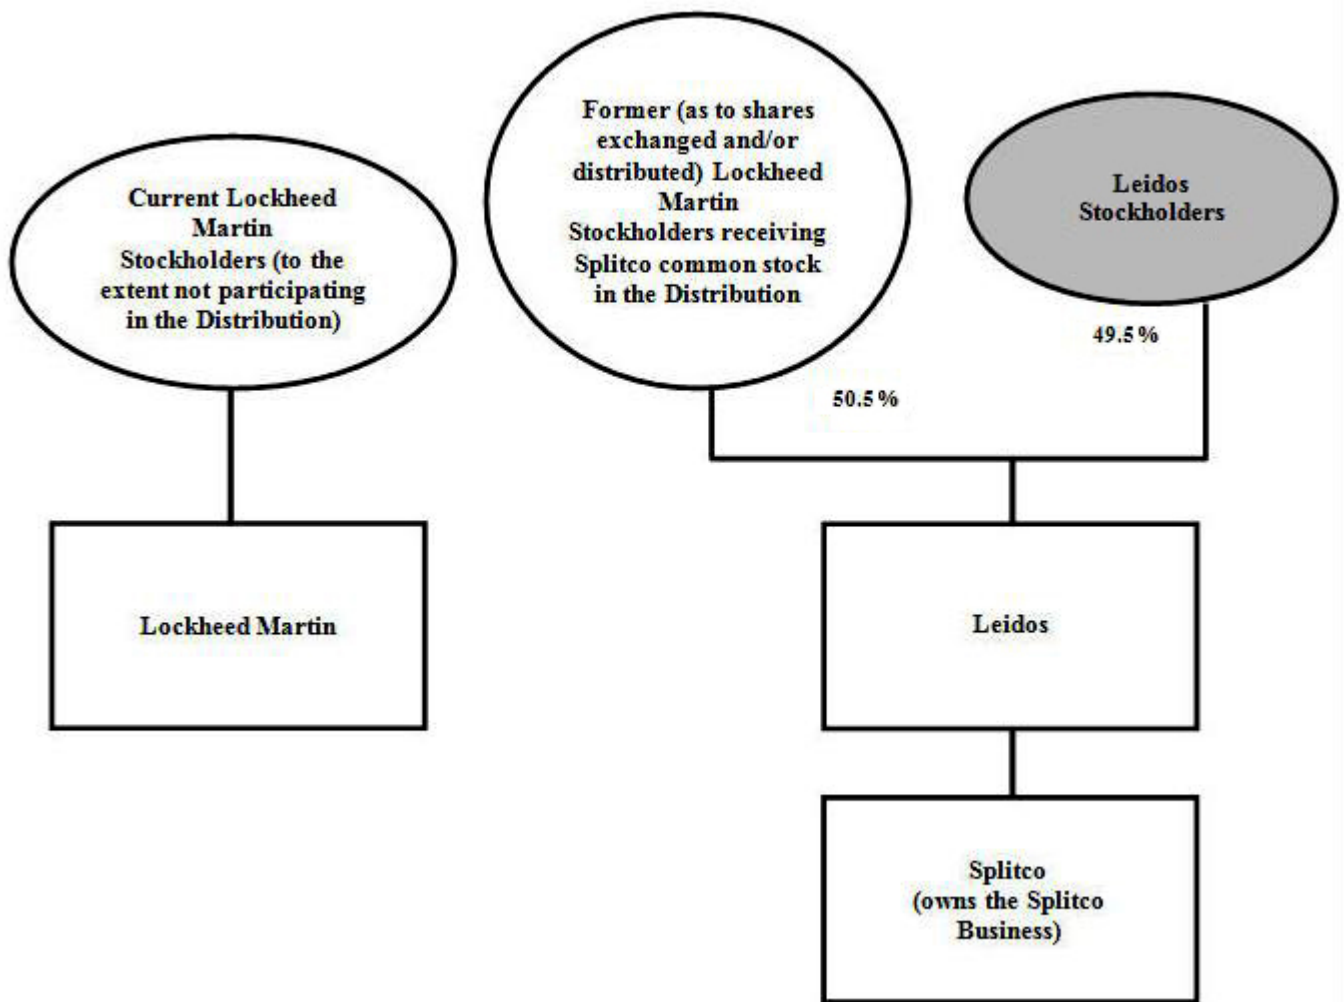 Current Lockheed
Martin
Stockholders (to the
extent not participating
in the Distribution)
Former (as to shares
exchanged and/or
distributed) Lockheed
Martin
Stockholders receiving
Splitco common stock
in the Distribution
Leidos
Stockholders
49.5%
50.5%
Lockheed Martin
Leidos
Splitco
(owns the Splitco
Business)